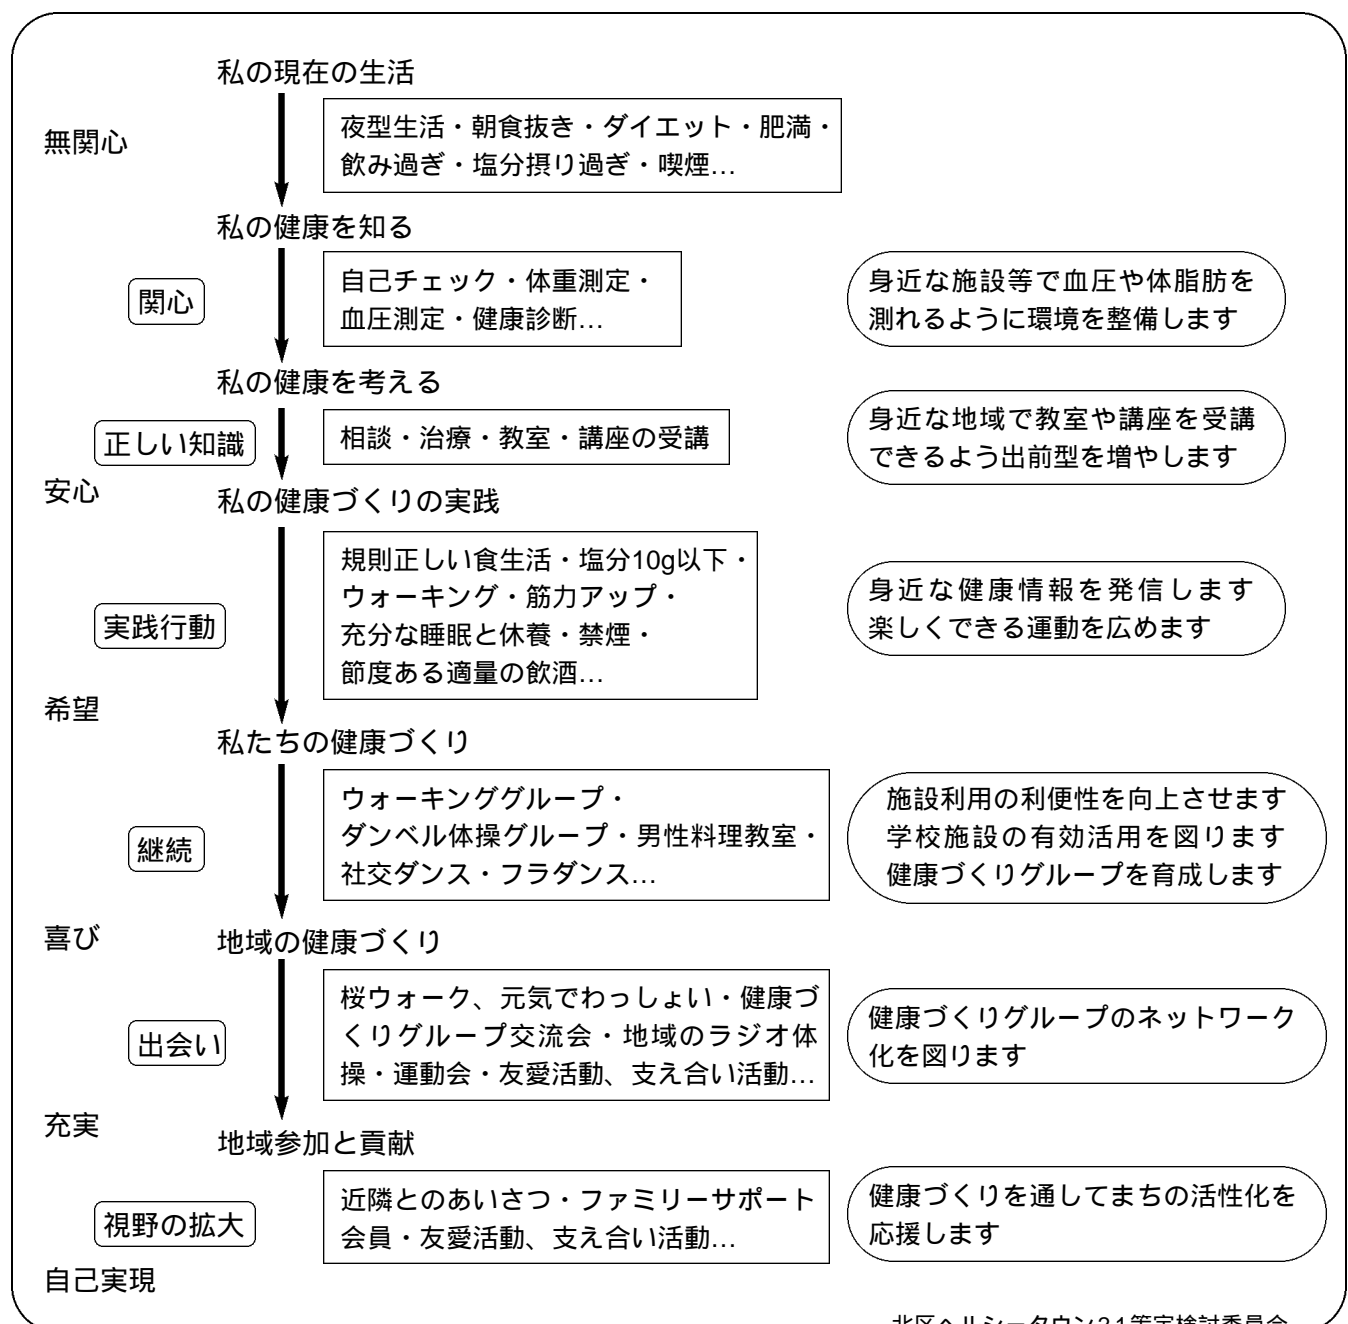 私の現在の生活
無関心
夜型生活・朝食抜き・ダイエット・肥満・
飲み過ぎ・塩分摂り過ぎ・喫煙…
私の健康を知る
関心
自己チェック・体重測定・
血圧測定・健康診断…
身近な施設等で血圧や体脂肪を
測れるように環境を整備します
私の健康を考える
正しい知識
相談・治療・教室・講座の受講
身近な地域で教室や講座を受講
できるよう出前型を増やします
安心
私の健康づくりの実践
実践行動
規則正しい食生活・塩分10g以下・
ウォーキング・筋力アップ・
充分な睡眠と休養・禁煙・
節度ある適量の飲酒…
身近な健康情報を発信します
楽しくできる運動を広めます
希望
私たちの健康づくり
継続
ウォーキンググループ・
ダンベル体操グループ・男性料理教室・
社交ダンス・フラダンス…
施設利用の利便性を向上させます
学校施設の有効活用を図ります
健康づくりグループを育成します
喜び
地域の健康づくり
出会い
桜ウォーク、元気でわっしょい・健康づ
くりグループ交流会・地域のラジオ体
操・運動会・友愛活動、支え合い活動…
健康づくりグループのネットワーク
化を図ります
充実
地域参加と貢献
視野の拡大
近隣とのあいさつ・ファミリーサポート
会員・友愛活動、支え合い活動…
健康づくりを通してまちの活性化を
応援します
自己実現
北区ヘルシータウン21策定検討委員会